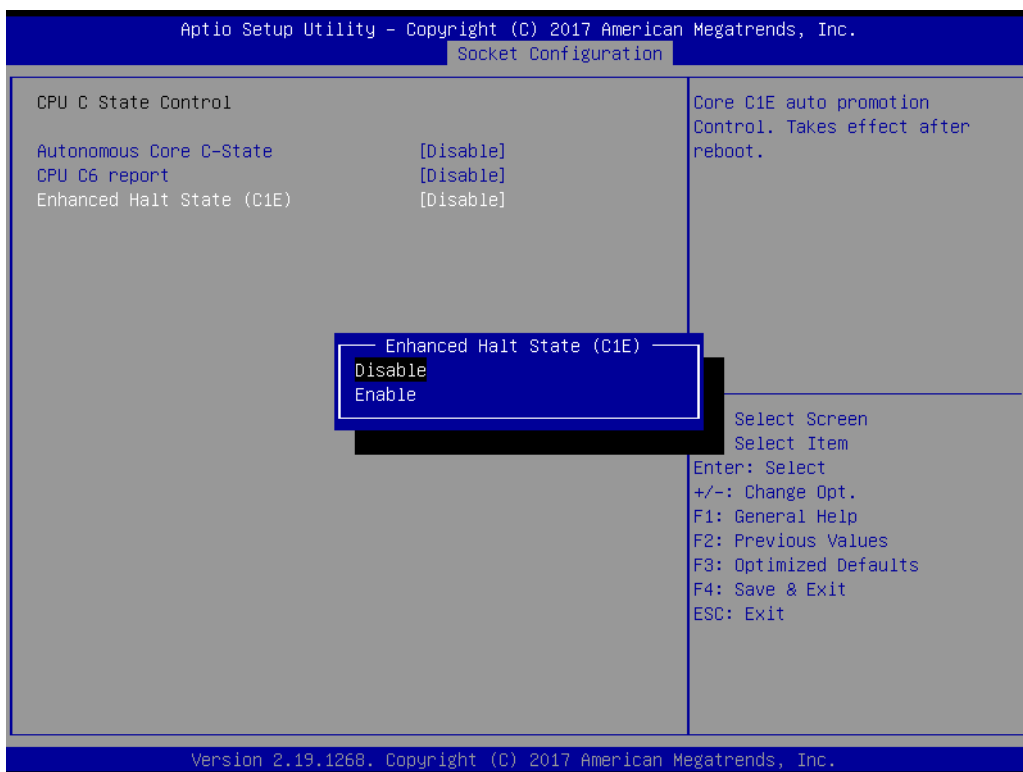 Aptio Setup Utility – Copyright (C) 2017 American Megatrends, Inc.
Socket Configuration
CPU C State Control
Autonomous Core C-State [Disable]
CPU C6 report [Disable]
Enhanced Halt State (C1E) [Disable]
Core C1E auto promotion
Control. Takes effect after
reboot.
Enhanced Halt State (C1E)
Disable
Enable
Select Screen
Select Item
Enter: Select
+/-: Change Opt.
F1: General Help
F2: Previous Values
F3: Optimized Defaults
F4: Save & Exit
ESC: Exit
Version 2.19.1268. Copyright (C) 2017 American Megatrends, Inc.